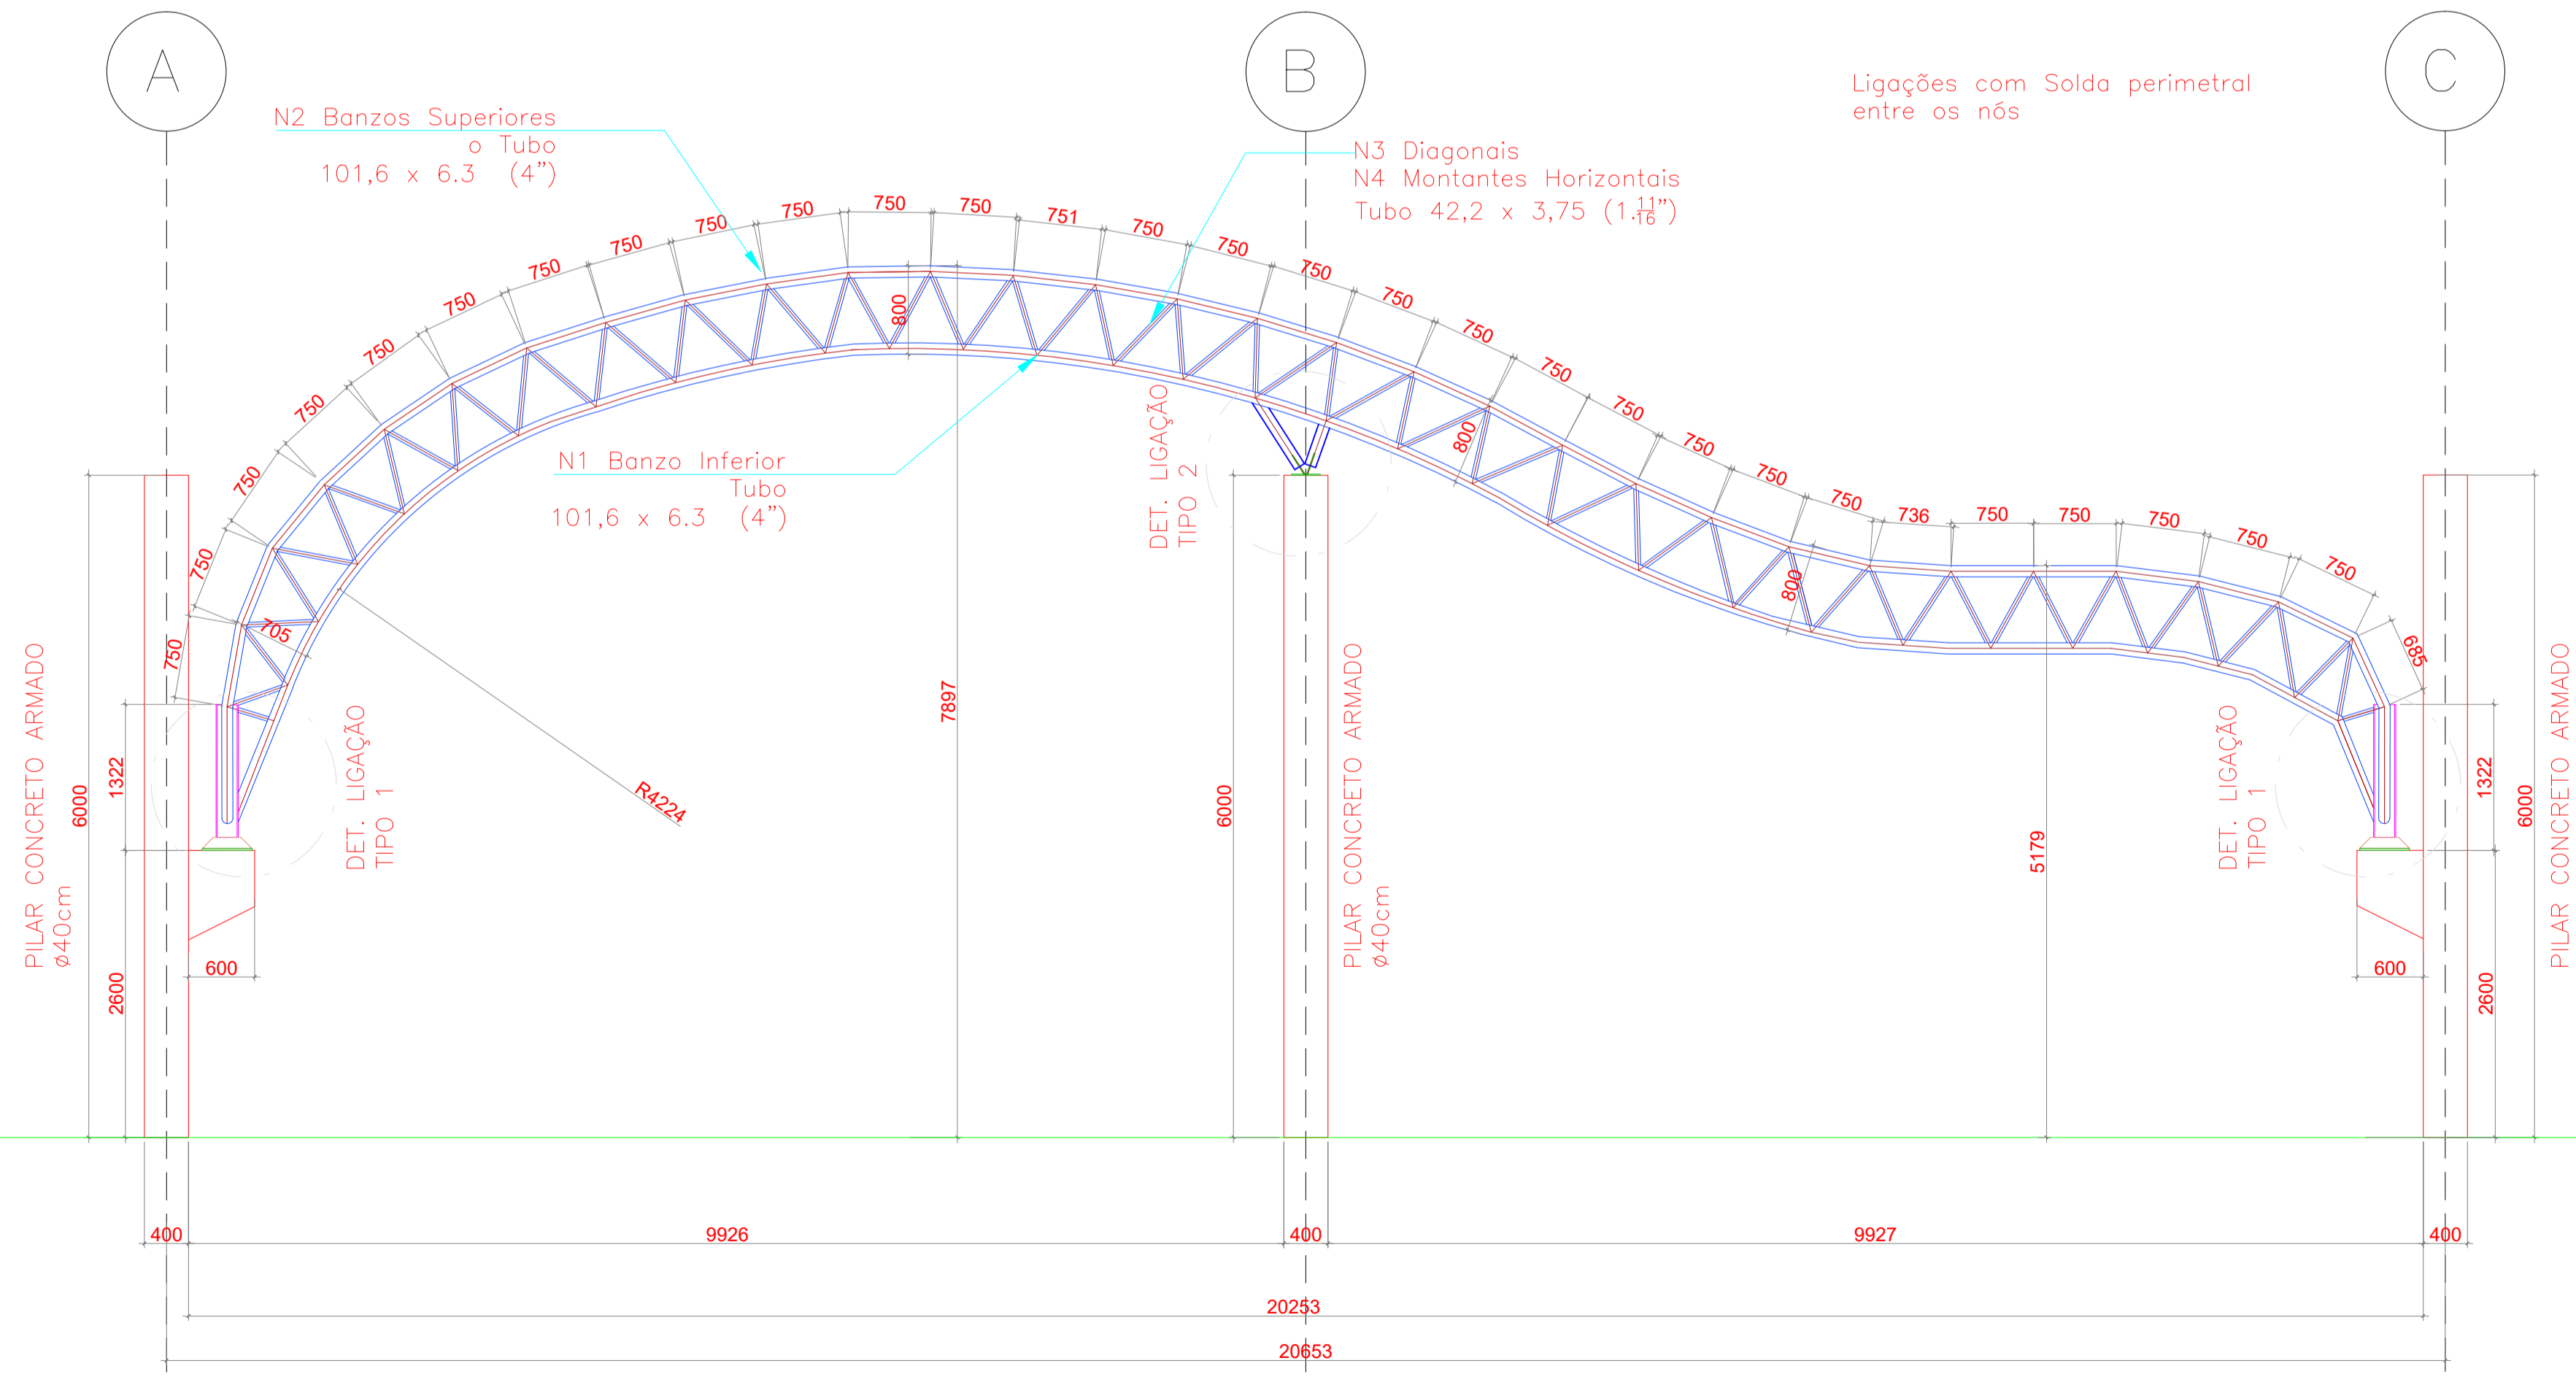 A
B
C
Ligações com Solda perimetral
entre os nós
N2 Banzos Superiores
o Tubo
101,6 x 6.3 (4")
N3 Diagonais
N4 Montantes Horizontais
Tubo 42,2 x 3,75 (1.11/16")
750
750
750
750
750
750
750
750
750
750
750
750
750
751
750
750
750
750
750
750
750
750
750
750
736
750
750
750
750
750
685
800
800
800
705
N1 Banzo Inferior
Tubo
101,6 x 6.3 (4")
DET. LIGAÇÃO
TIPO 2
R4224
7897
5179
PILAR CONCRETO ARMADO
ø40cm
6000
1322
2600
600
DET. LIGAÇÃO
TIPO 1
6000
PILAR CONCRETO ARMADO
ø40cm
DET. LIGAÇÃO
TIPO 1
1322
6000
2600
600
PILAR CONCRETO ARMADO
400
9926
400
9927
400
20253
20653